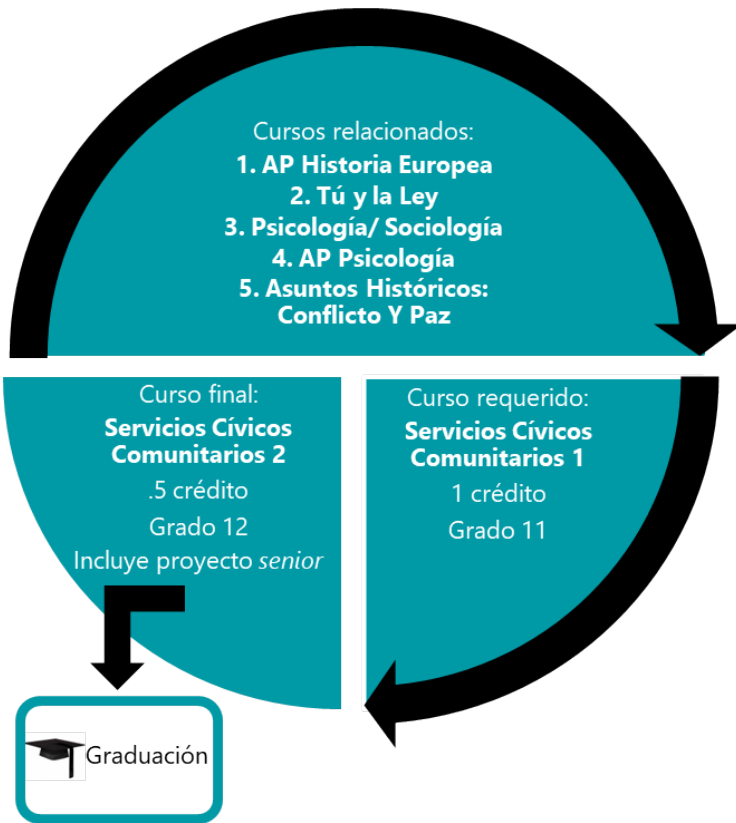 Cursos relacionados:
1. AP Historia Europea
2. Tú y la Ley
3. Psicología/ Sociología
4. AP Psicología
5. Asuntos Históricos:
Conflicto Y Paz
Curso requerido:
Servicios Cívicos
Comunitarios 1
1 crédito
Grado 11
Curso final:
Servicios Cívicos
Comunitarios 2
.5 crédito
Grado 12
Incluye proyecto senior
Graduación